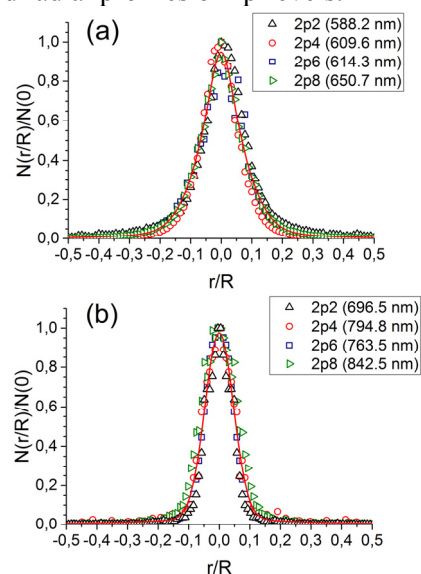 (a)
2p2 (588.2 nm)
2p4 (609.6 nm)
2p6 (614.3 nm)
2p8 (650.7 nm)
N(r/R)/N(0)
1,0
0,8
0,6
0,4
0,2
0,0
-0,5 -0,4 -0,3 -0,2 -0,1 0,0 0,1 0,2 0,3 0,4 0,5
r/R
(b)
2p2 (696.5 nm)
2p4 (794.8 nm)
2p6 (763.5 nm)
2p8 (842.5 nm)
N(r/R)/N(0)
1,0
0,8
0,6
0,4
0,2
0,0
-0,5 -0,4 -0,3 -0,2 -0,1 0,0 0,1 0,2 0,3 0,4 0,5
r/R